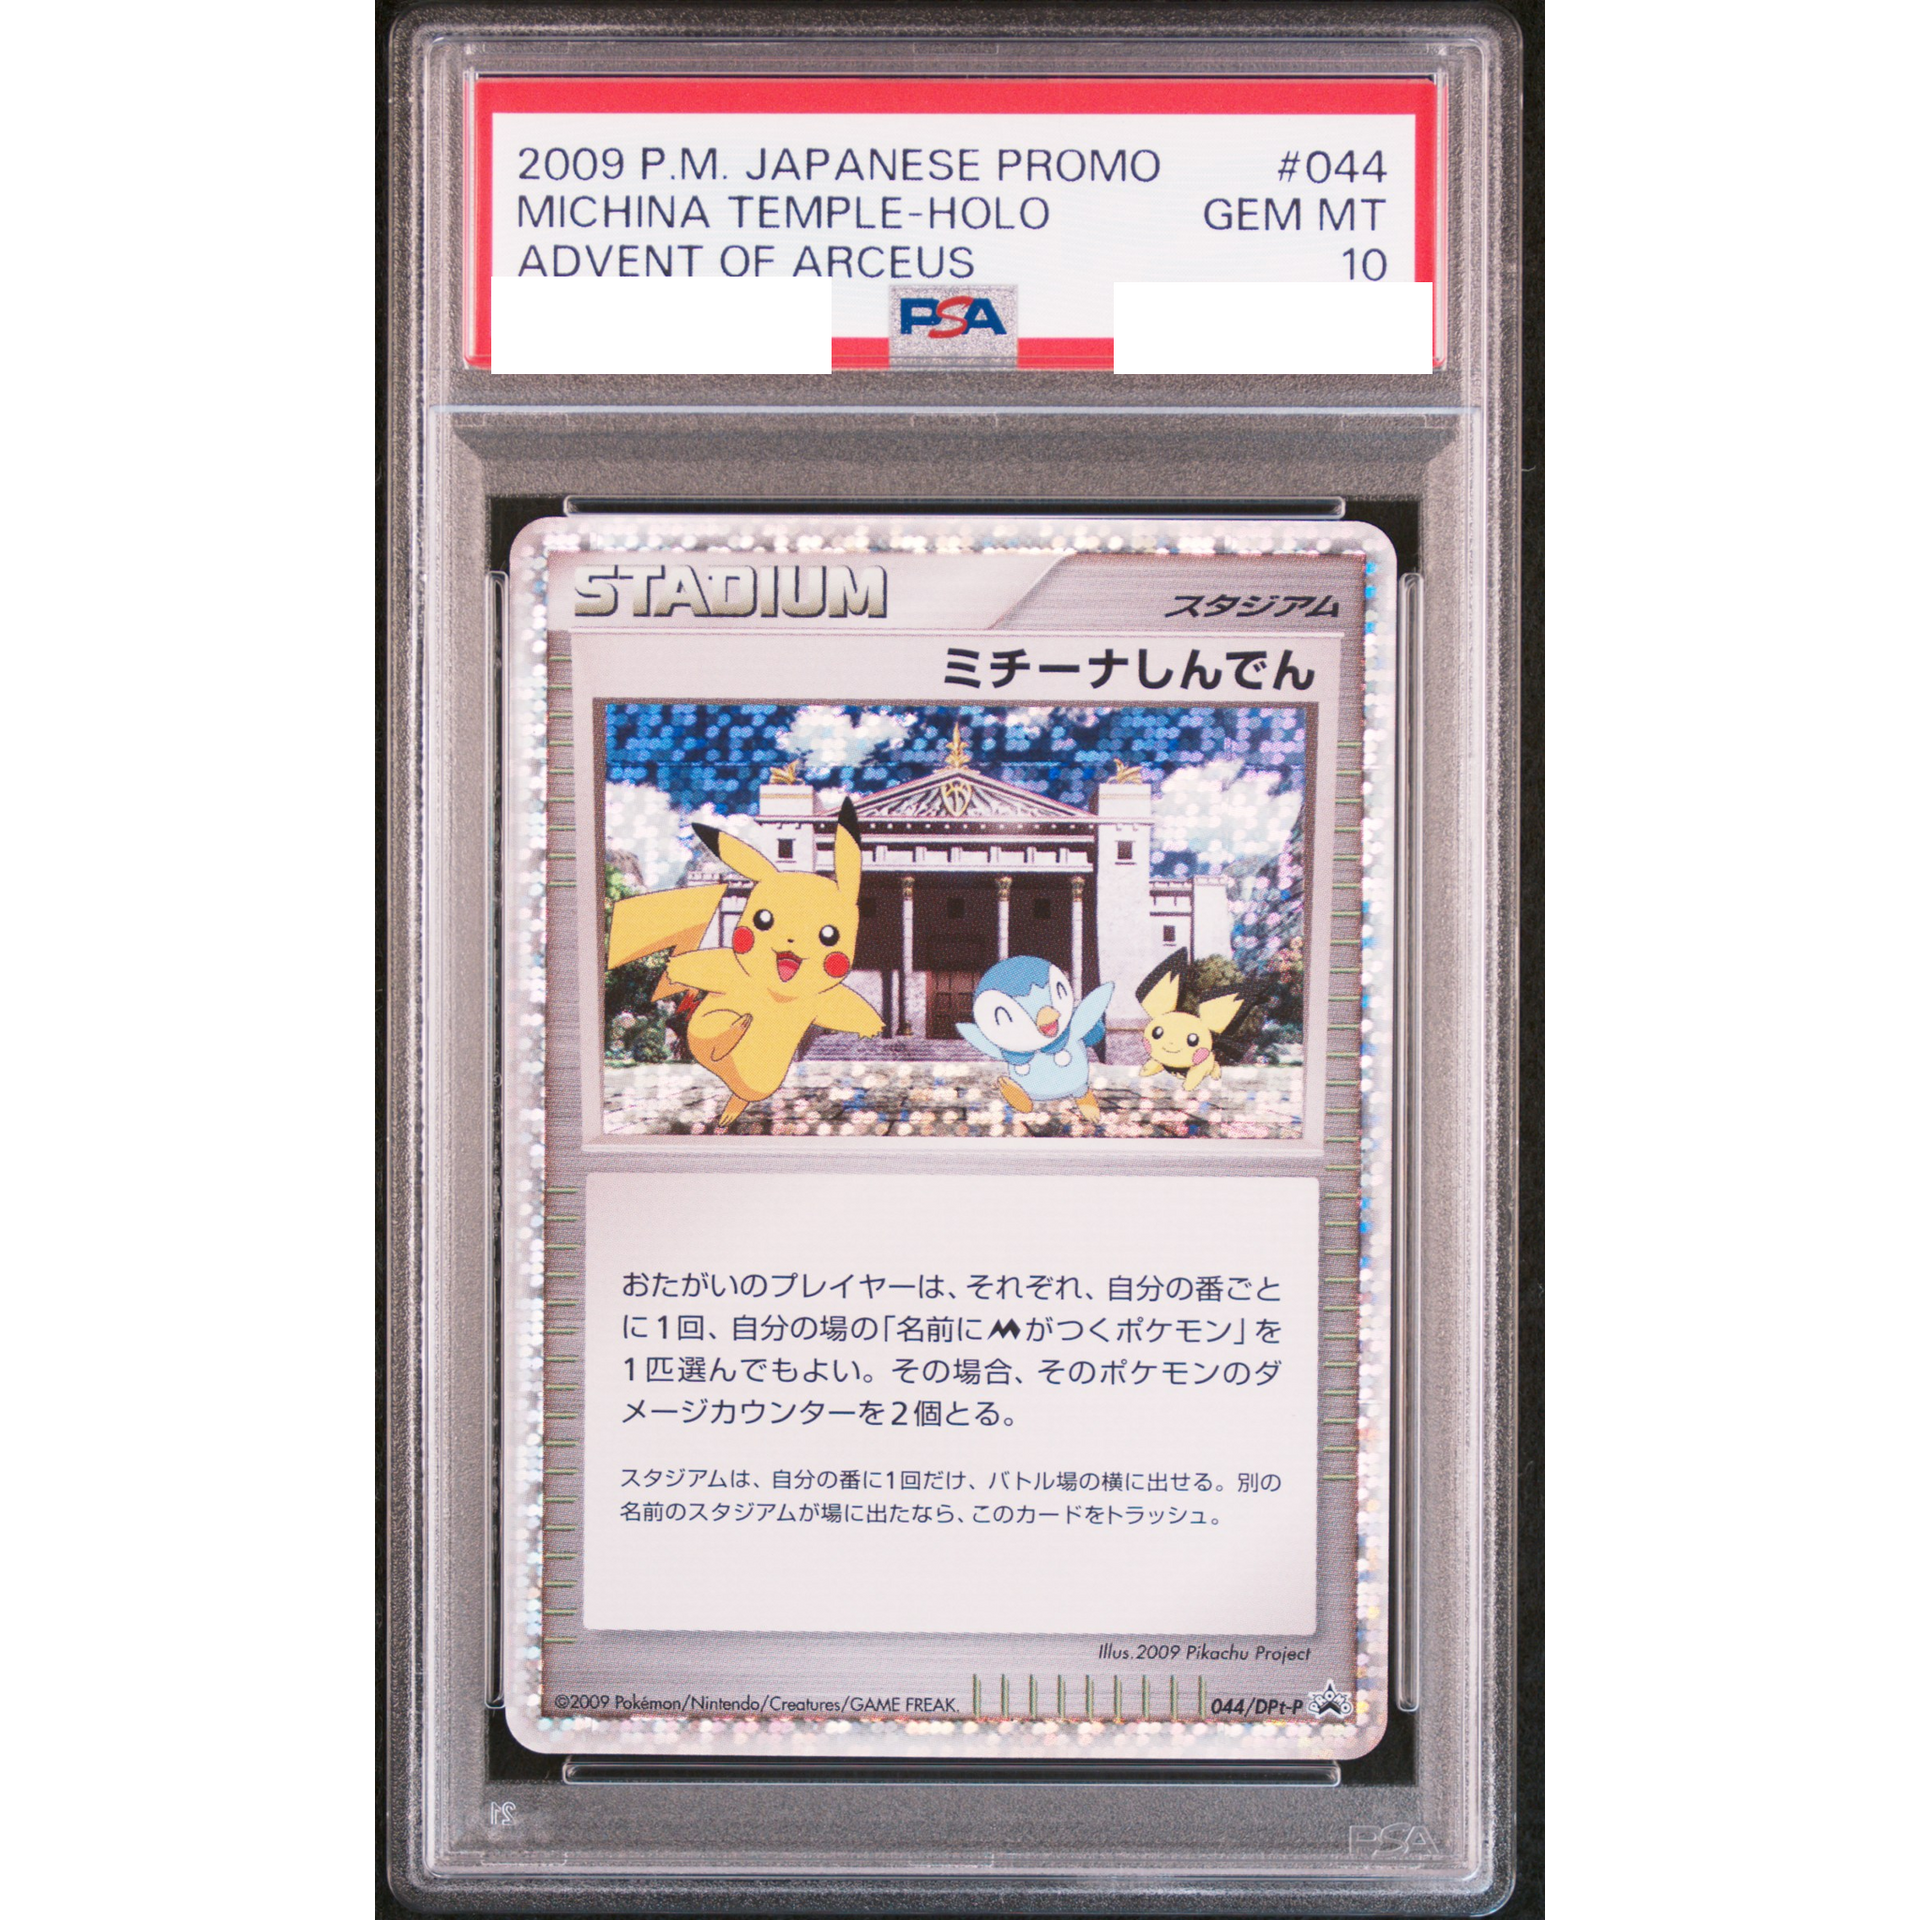 2009 P.M. JAPANESE PROMO #044
MICHINA TEMPLE-HOLO GEM MT
ADVENT OF ARCEUS 10
PSA
STADIUM スタジアム
ミチーナしんでん
おたがいのプレイヤーは、それぞれ、自分の番ごと
に1回、自分の場の「名前にMがつくポケモン」を
1匹選んでもよい。その場合、そのポケモンのダ
メージカウンターを2個とる。
スタジアムは、自分の番に1回だけ、バトル場の横に出せる。別の
名前のスタジアムが場に出たなら、このカードをトラッシュ。
Illus.2009 Pikachu Project
©2009 Pokémon/Nintendo/Creatures/GAME FREAK. 044/DPt-P PROMO
21
PSA